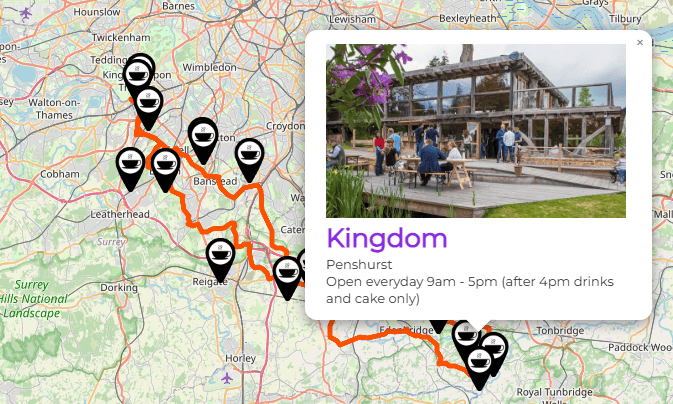 Hounslow
Barnes
Twickenham
Teddington
Wimbledon
Lewisham
Bexleyheath
Grays
Tilbury
Walton-on-
Thames
Croydon
Cobham
Banstead
Leatherhead
Surrey
Surrey
Hills National
Landscape
Dorking
Reigate
Horley
×
Kingdom
Penshurst
Open everyday 9am - 5pm (after 4pm drinks
and cake only)
Edenbridge
Tonbridge
Paddock Woo
Royal Tunbridge
Wells